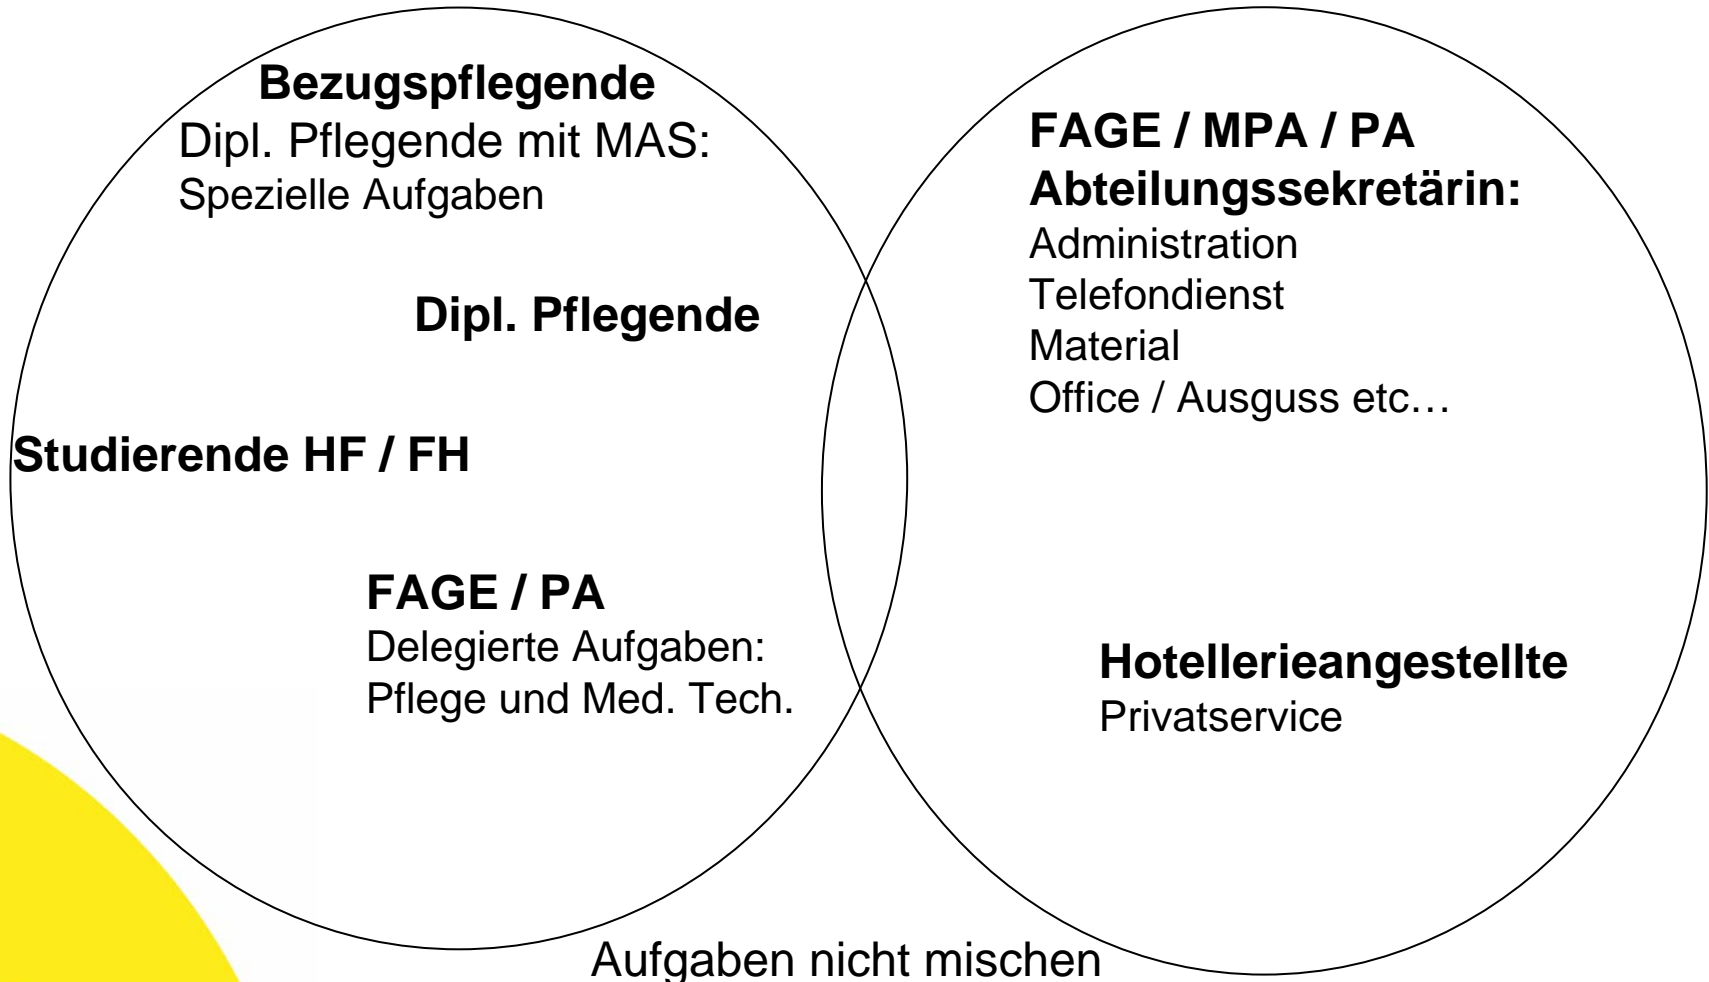 Bezugspflegende
Dipl. Pflegende mit MAS:
Spezielle Aufgaben
Dipl. Pflegende
Studierende HF / FH
FAGE / PA
Delegierte Aufgaben:
Pflege und Med. Tech.
FAGE / MPA / PA
Abteilungssekretärin:
Administration
Telefondienst
Material
Office / Ausguss etc…
Hotellerieangestellte
Privatservice
Aufgaben nicht mischen